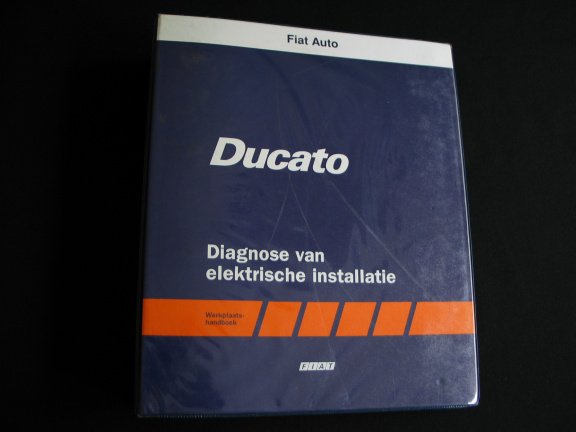 Fiat Auto
Ducato
Diagnose van
elektrische installatie
Werkplaats-
handboek
FIAT